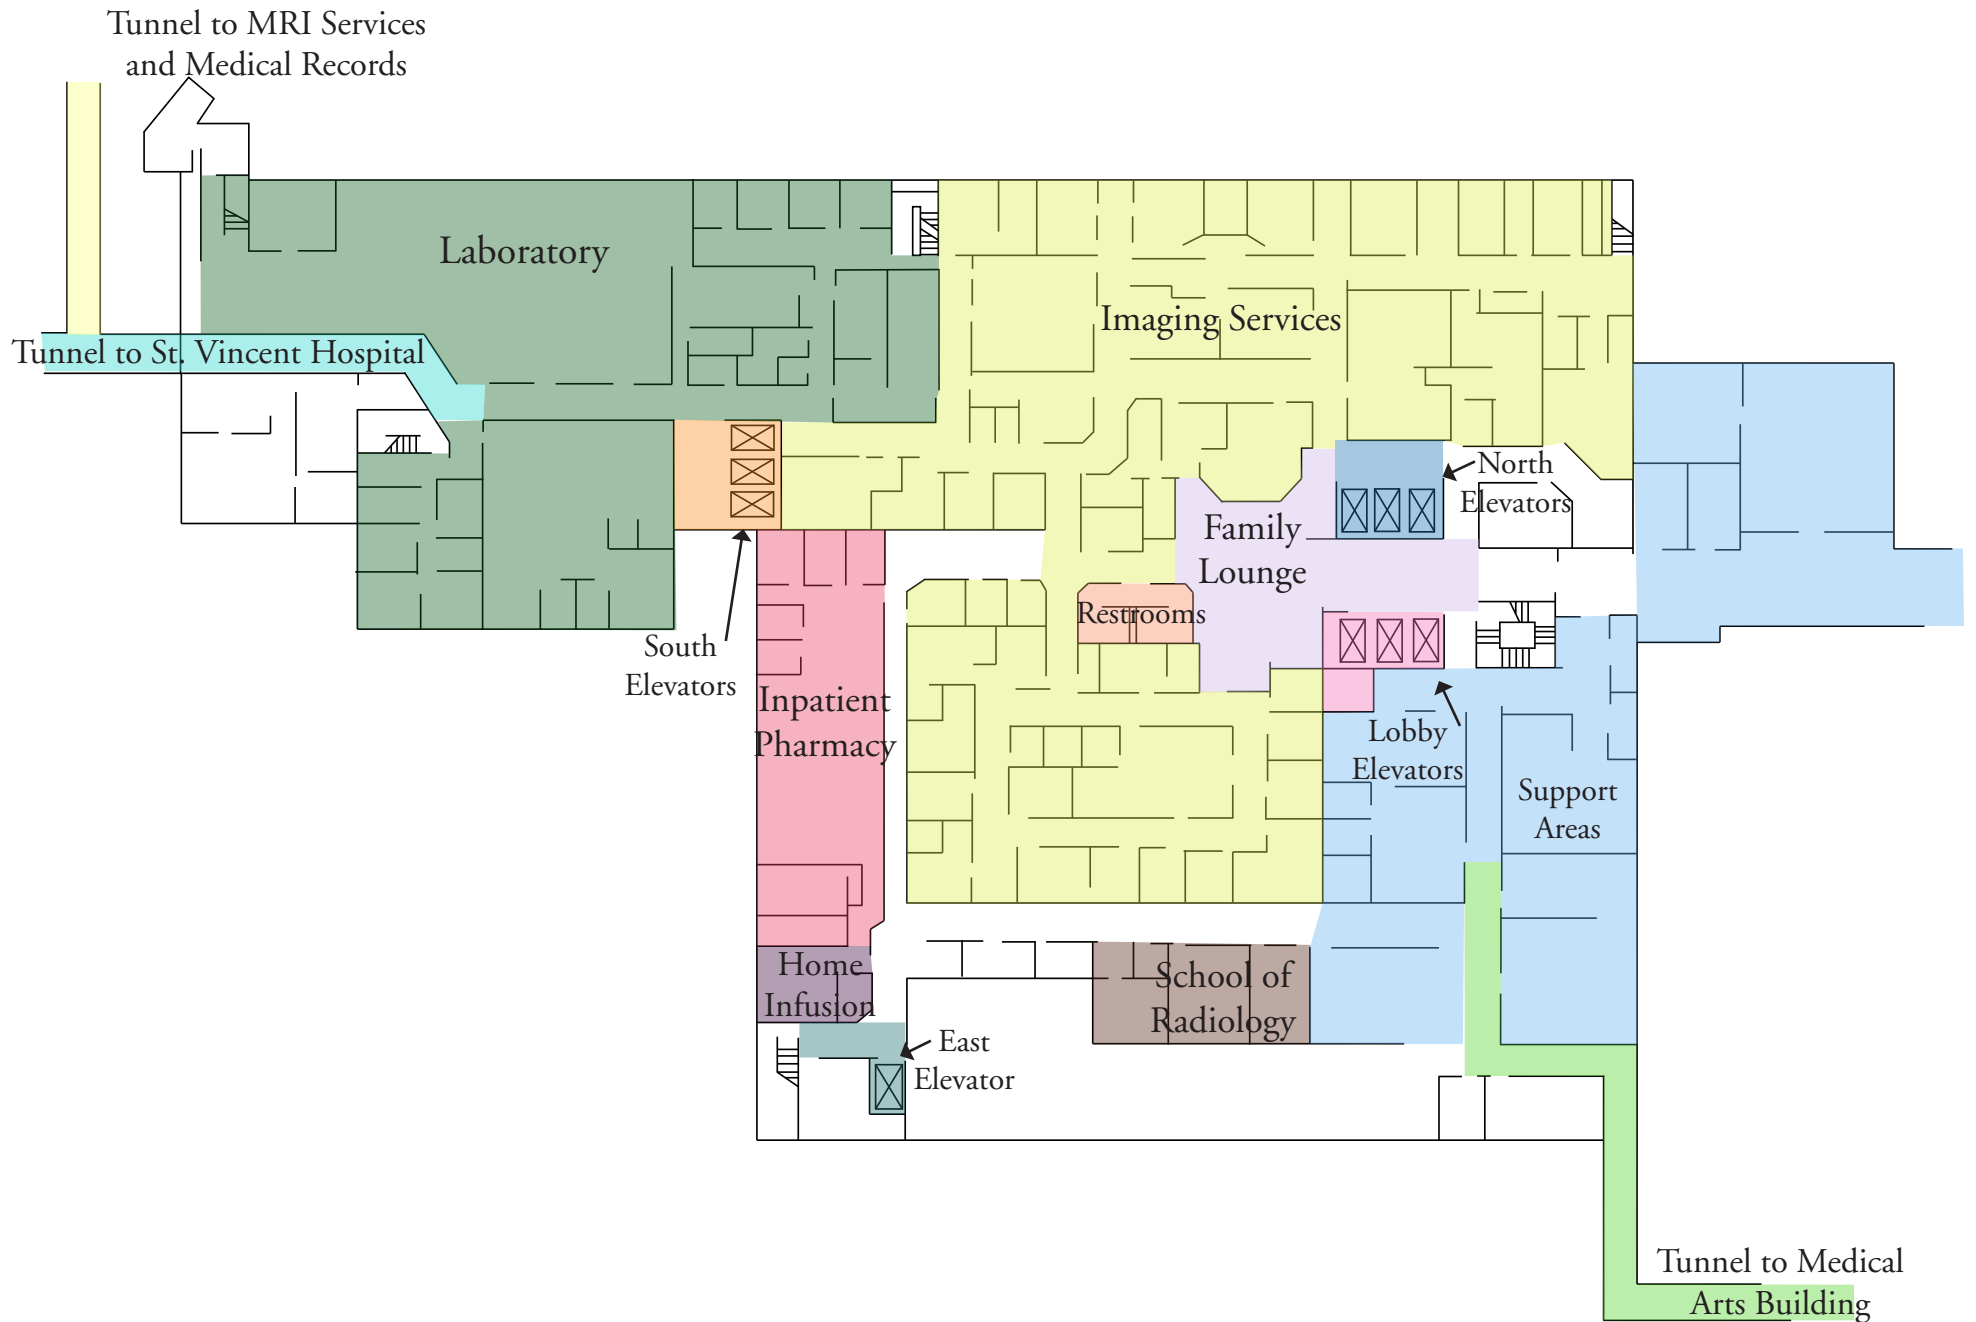 Tunnel to MRI Services
and Medical Records
Laboratory
Imaging Services
Tunnel to St. Vincent Hospital
North
Elevators
Family
Lounge
Restrooms
South
Elevators
Inpatient
Pharmacy
Lobby
Elevators
Support
Areas
Home
Infusion
School of
Radiology
East
Elevator
Tunnel to Medical
Arts Building